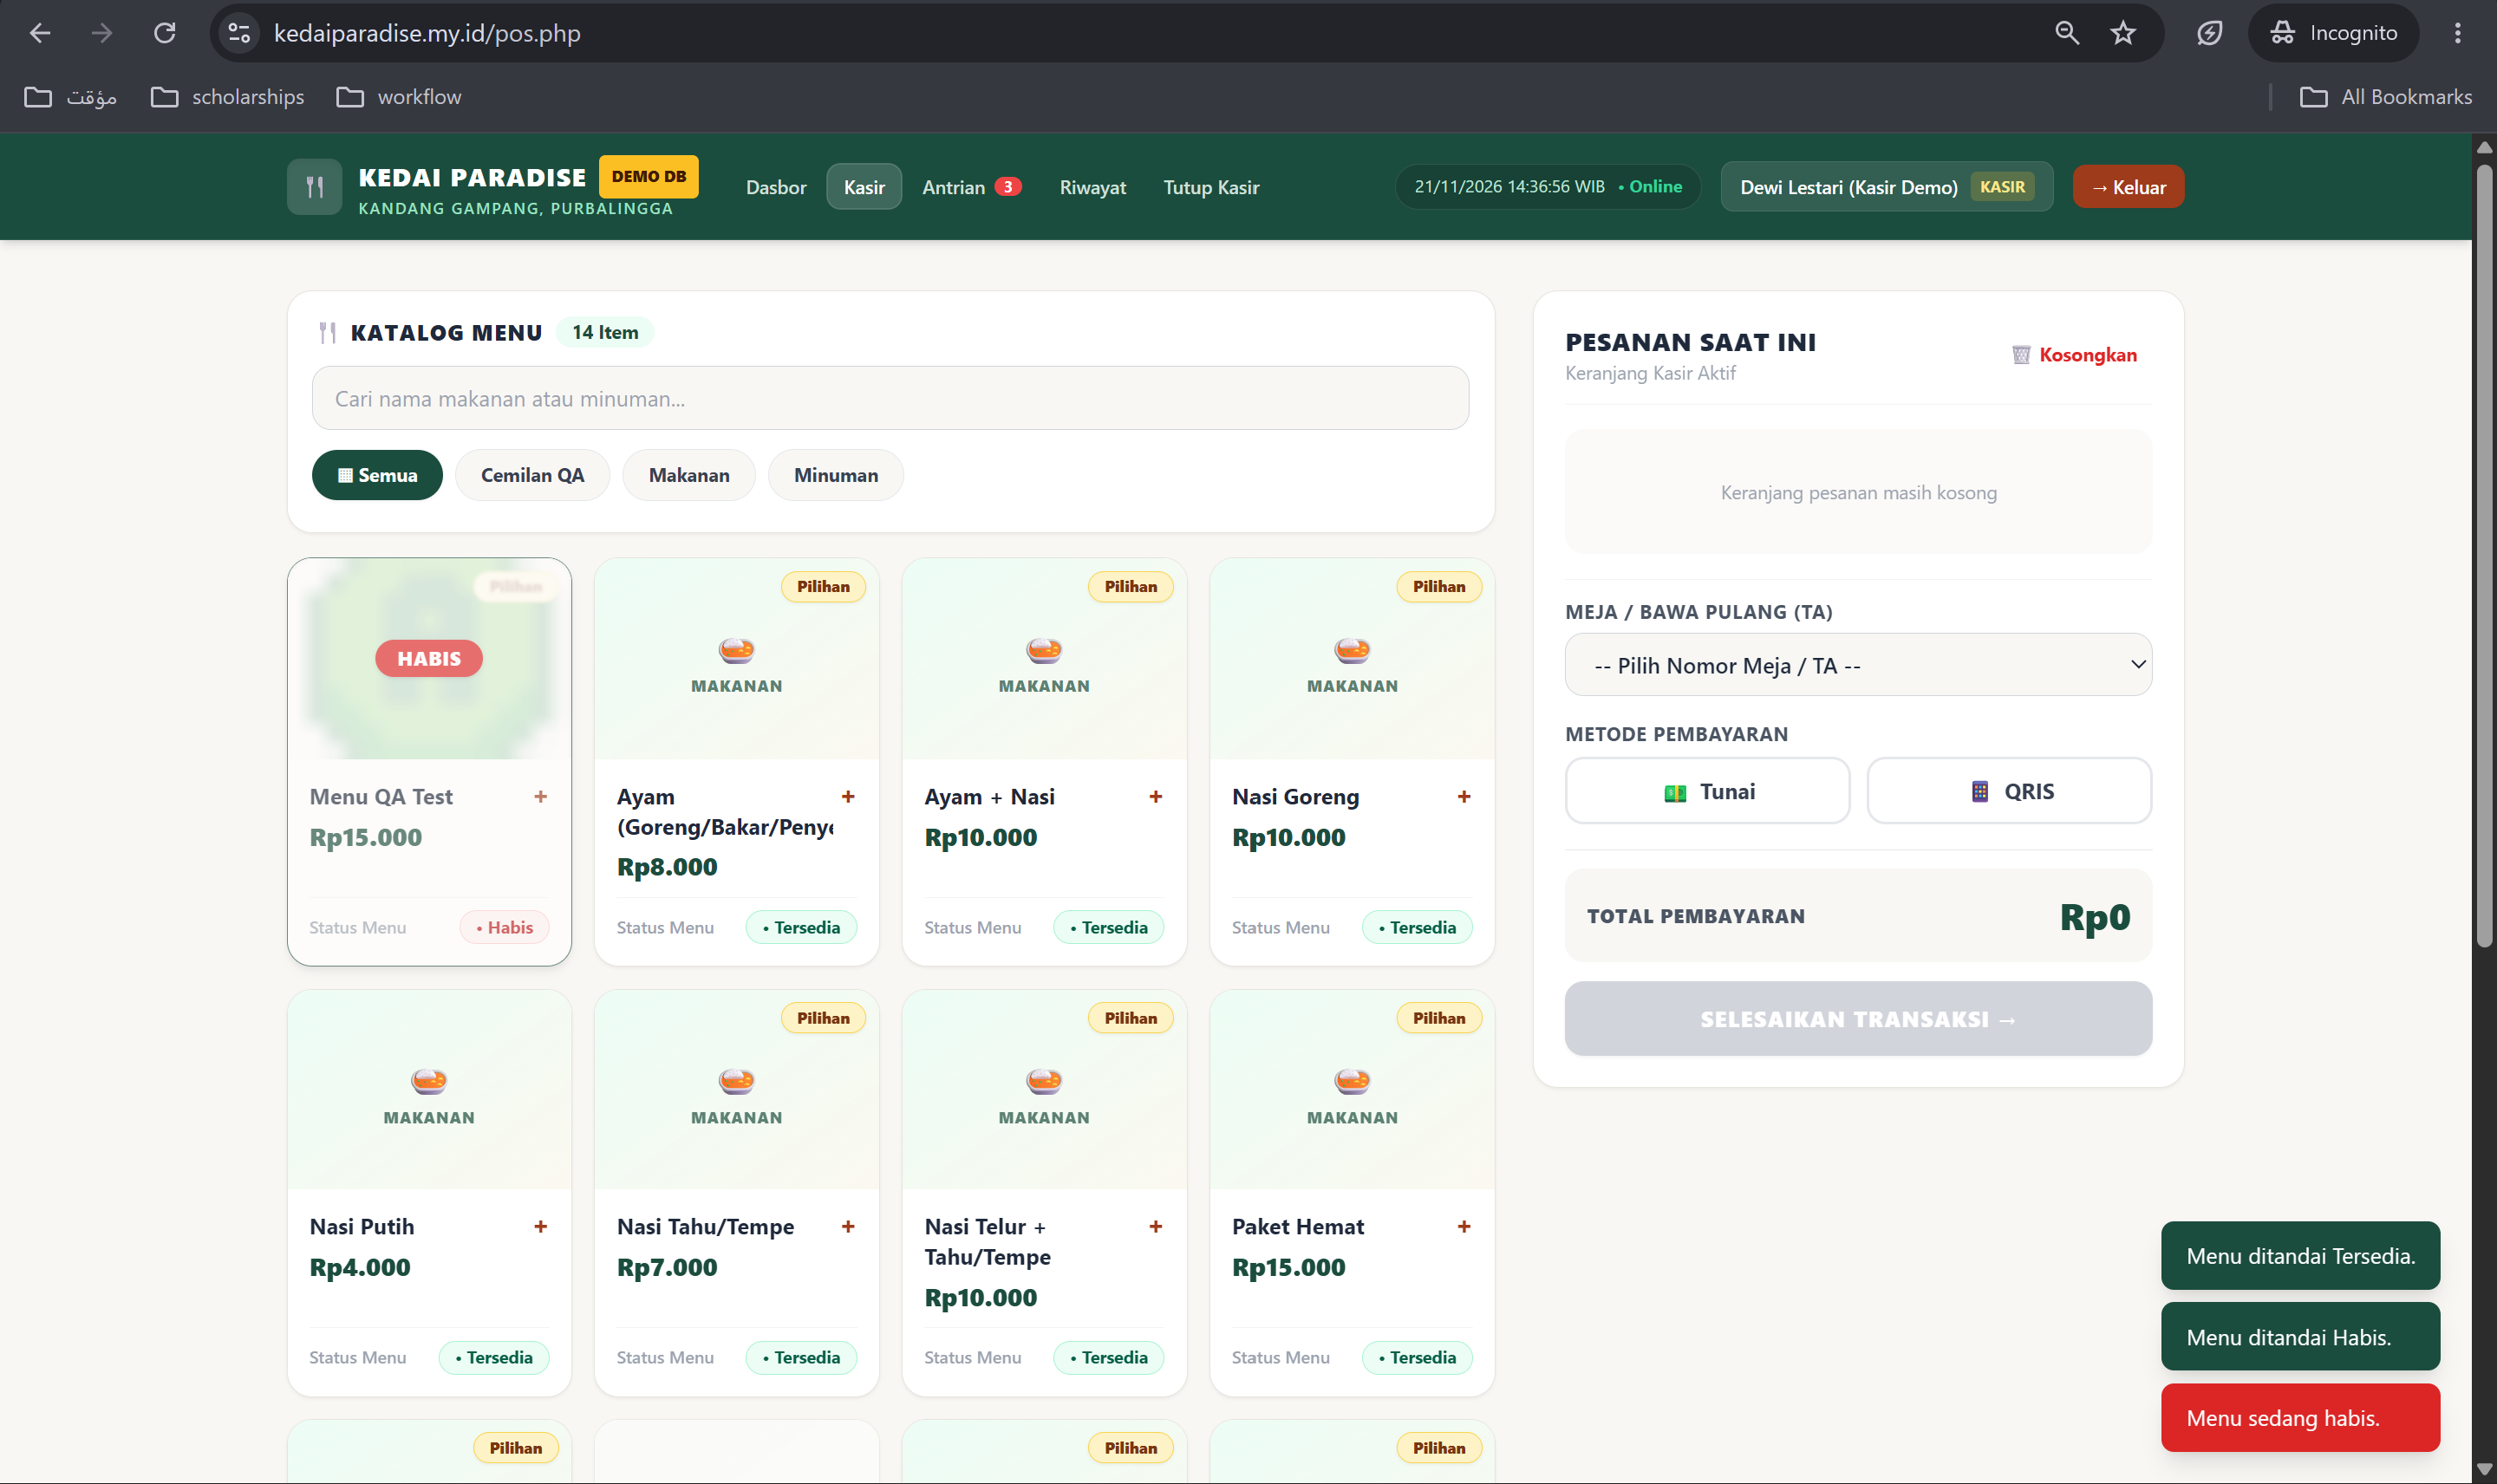 kedaiparadise.my.id/pos.php
Incognito
مؤقت
scholarships
workflow
All Bookmarks
KEDAI PARADISE
DEMO DB
KANDANG GAMPANG, PURBALINGGA
Dasbor
Kasir
Antrian 3
Riwayat
Tutup Kasir
21/11/2026 14:36:56 WIB • Online
Dewi Lestari (Kasir Demo) KASIR
→ Keluar
KATALOG MENU 14 Item
Cari nama makanan atau minuman...
Semua
Cemilan QA
Makanan
Minuman
Pilihan
HABIS
Menu QA Test +
Rp15.000
Status Menu • Habis
Pilihan
MAKANAN
Ayam +
(Goreng/Bakar/Penye
Rp8.000
Status Menu • Tersedia
Pilihan
MAKANAN
Ayam + Nasi +
Rp10.000
Status Menu • Tersedia
Pilihan
MAKANAN
Nasi Goreng +
Rp10.000
Status Menu • Tersedia
MAKANAN
Nasi Putih +
Rp4.000
Status Menu • Tersedia
Pilihan
MAKANAN
Nasi Tahu/Tempe +
Rp7.000
Status Menu • Tersedia
Pilihan
MAKANAN
Nasi Telur + +
Tahu/Tempe
Rp10.000
Status Menu • Tersedia
Pilihan
MAKANAN
Paket Hemat +
Rp15.000
Status Menu • Tersedia
Pilihan
Pilihan
Pilihan
PESANAN SAAT INI
Keranjang Kasir Aktif
Kosongkan
Keranjang pesanan masih kosong
MEJA / BAWA PULANG (TA)
-- Pilih Nomor Meja / TA --
METODE PEMBAYARAN
Tunai
QRIS
TOTAL PEMBAYARAN Rp0
SELESAIKAN TRANSAKSI →
Menu ditandai Tersedia.
Menu ditandai Habis.
Menu sedang habis.